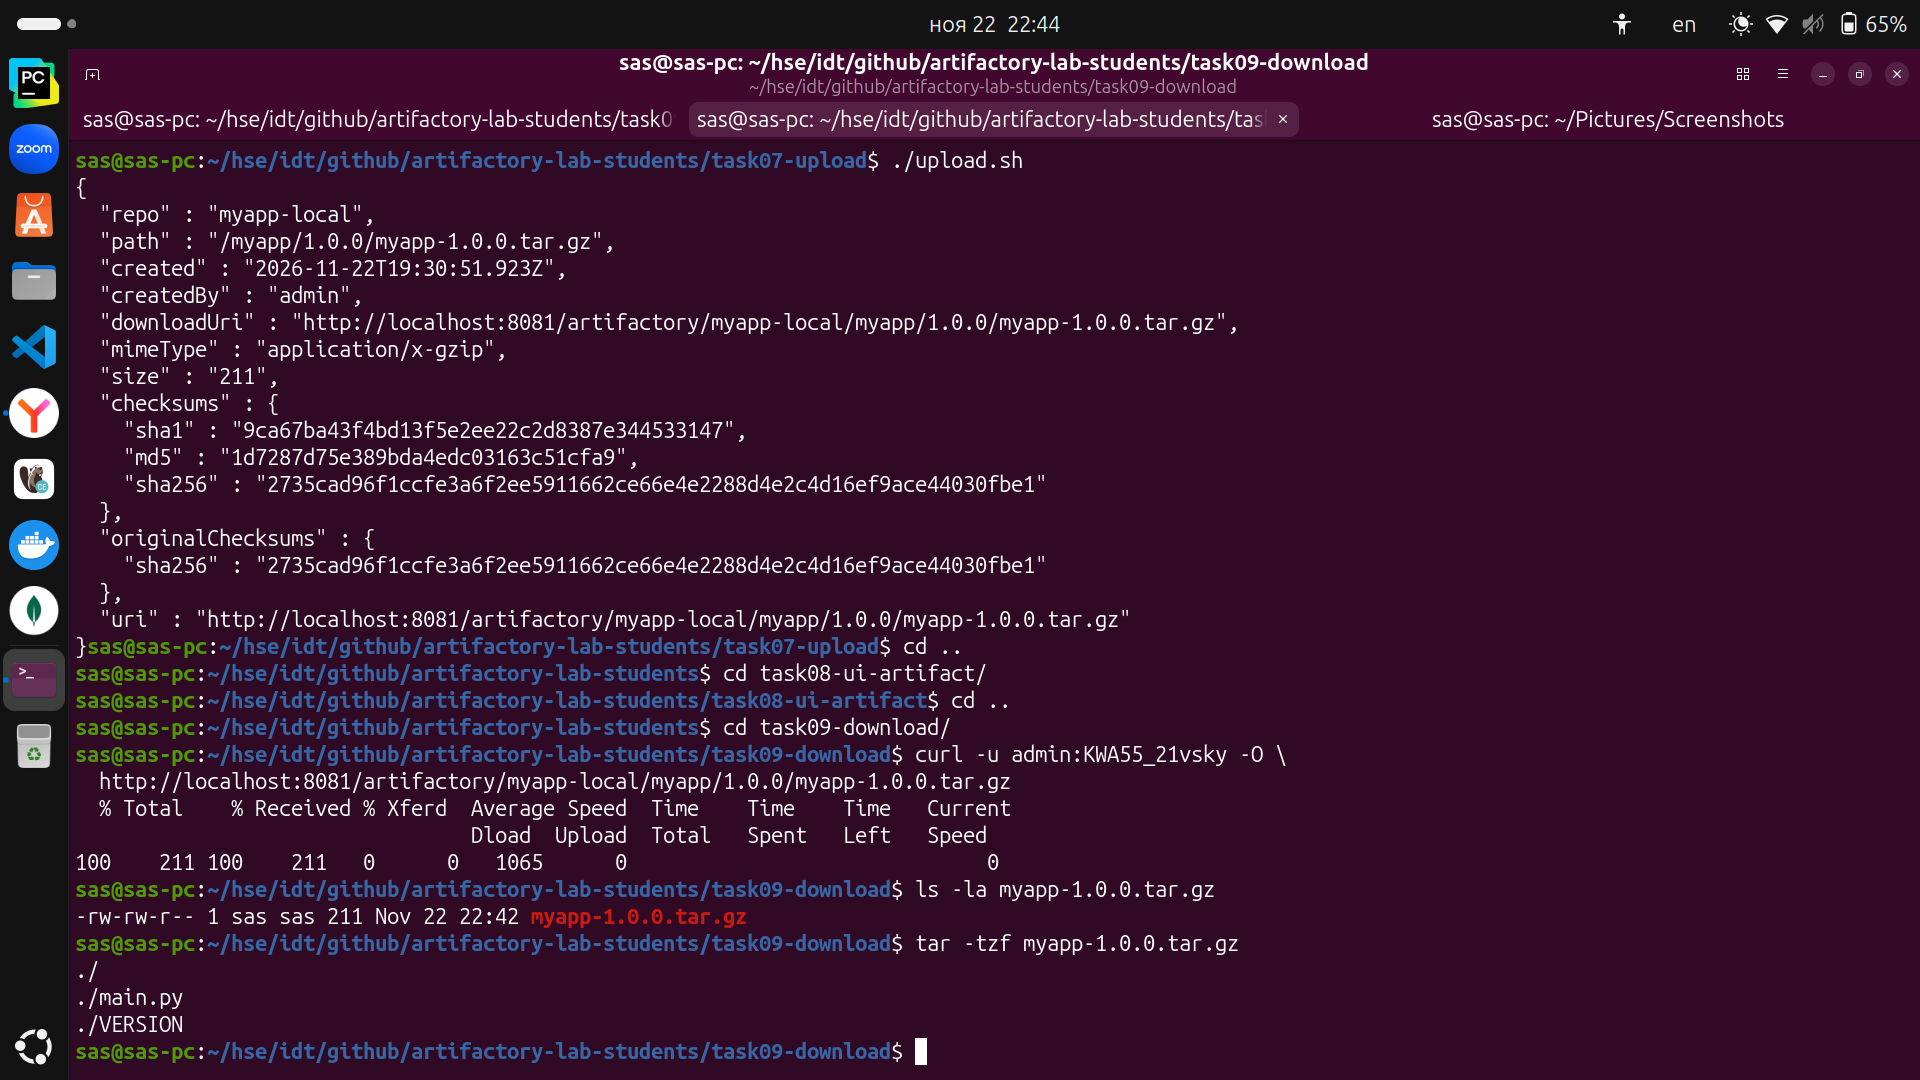 ноя 22 22:44
en
65%
sas@sas-pc: ~/hse/idt/github/artifactory-lab-students/task09-download
~/hse/idt/github/artifactory-lab-students/task09-download
sas@sas-pc: ~/hse/idt/github/artifactory-lab-students/task0
sas@sas-pc: ~/hse/idt/github/artifactory-lab-students/tas
sas@sas-pc: ~/Pictures/Screenshots
PC
zoom
CE
sas@sas-pc:~/hse/idt/github/artifactory-lab-students/task07-upload$ ./upload.sh
{
  "repo" : "myapp-local",
  "path" : "/myapp/1.0.0/myapp-1.0.0.tar.gz",
  "created" : "2026-11-22T19:30:51.923Z",
  "createdBy" : "admin",
  "downloadUri" : "http://localhost:8081/artifactory/myapp-local/myapp/1.0.0/myapp-1.0.0.tar.gz",
  "mimeType" : "application/x-gzip",
  "size" : "211",
  "checksums" : {
    "sha1" : "9ca67ba43f4bd13f5e2ee22c2d8387e344533147",
    "md5" : "1d7287d75e389bda4edc03163c51cfa9",
    "sha256" : "2735cad96f1ccfe3a6f2ee5911662ce66e4e2288d4e2c4d16ef9ace44030fbe1"
  },
  "originalChecksums" : {
    "sha256" : "2735cad96f1ccfe3a6f2ee5911662ce66e4e2288d4e2c4d16ef9ace44030fbe1"
  },
  "uri" : "http://localhost:8081/artifactory/myapp-local/myapp/1.0.0/myapp-1.0.0.tar.gz"
}sas@sas-pc:~/hse/idt/github/artifactory-lab-students/task07-upload$ cd ..
sas@sas-pc:~/hse/idt/github/artifactory-lab-students$ cd task08-ui-artifact/
sas@sas-pc:~/hse/idt/github/artifactory-lab-students/task08-ui-artifact$ cd ..
sas@sas-pc:~/hse/idt/github/artifactory-lab-students$ cd task09-download/
sas@sas-pc:~/hse/idt/github/artifactory-lab-students/task09-download$ curl -u admin:KWA55_21vsky -O \
  http://localhost:8081/artifactory/myapp-local/myapp/1.0.0/myapp-1.0.0.tar.gz
  % Total    % Received % Xferd  Average Speed  Time    Time     Time   Current
                                 Dload  Upload  Total   Spent    Left   Speed
100    211 100    211   0      0   1065      0                              0
sas@sas-pc:~/hse/idt/github/artifactory-lab-students/task09-download$ ls -la myapp-1.0.0.tar.gz
-rw-rw-r-- 1 sas sas 211 Nov 22 22:42 myapp-1.0.0.tar.gz
sas@sas-pc:~/hse/idt/github/artifactory-lab-students/task09-download$ tar -tzf myapp-1.0.0.tar.gz
./
./main.py
./VERSION
sas@sas-pc:~/hse/idt/github/artifactory-lab-students/task09-download$